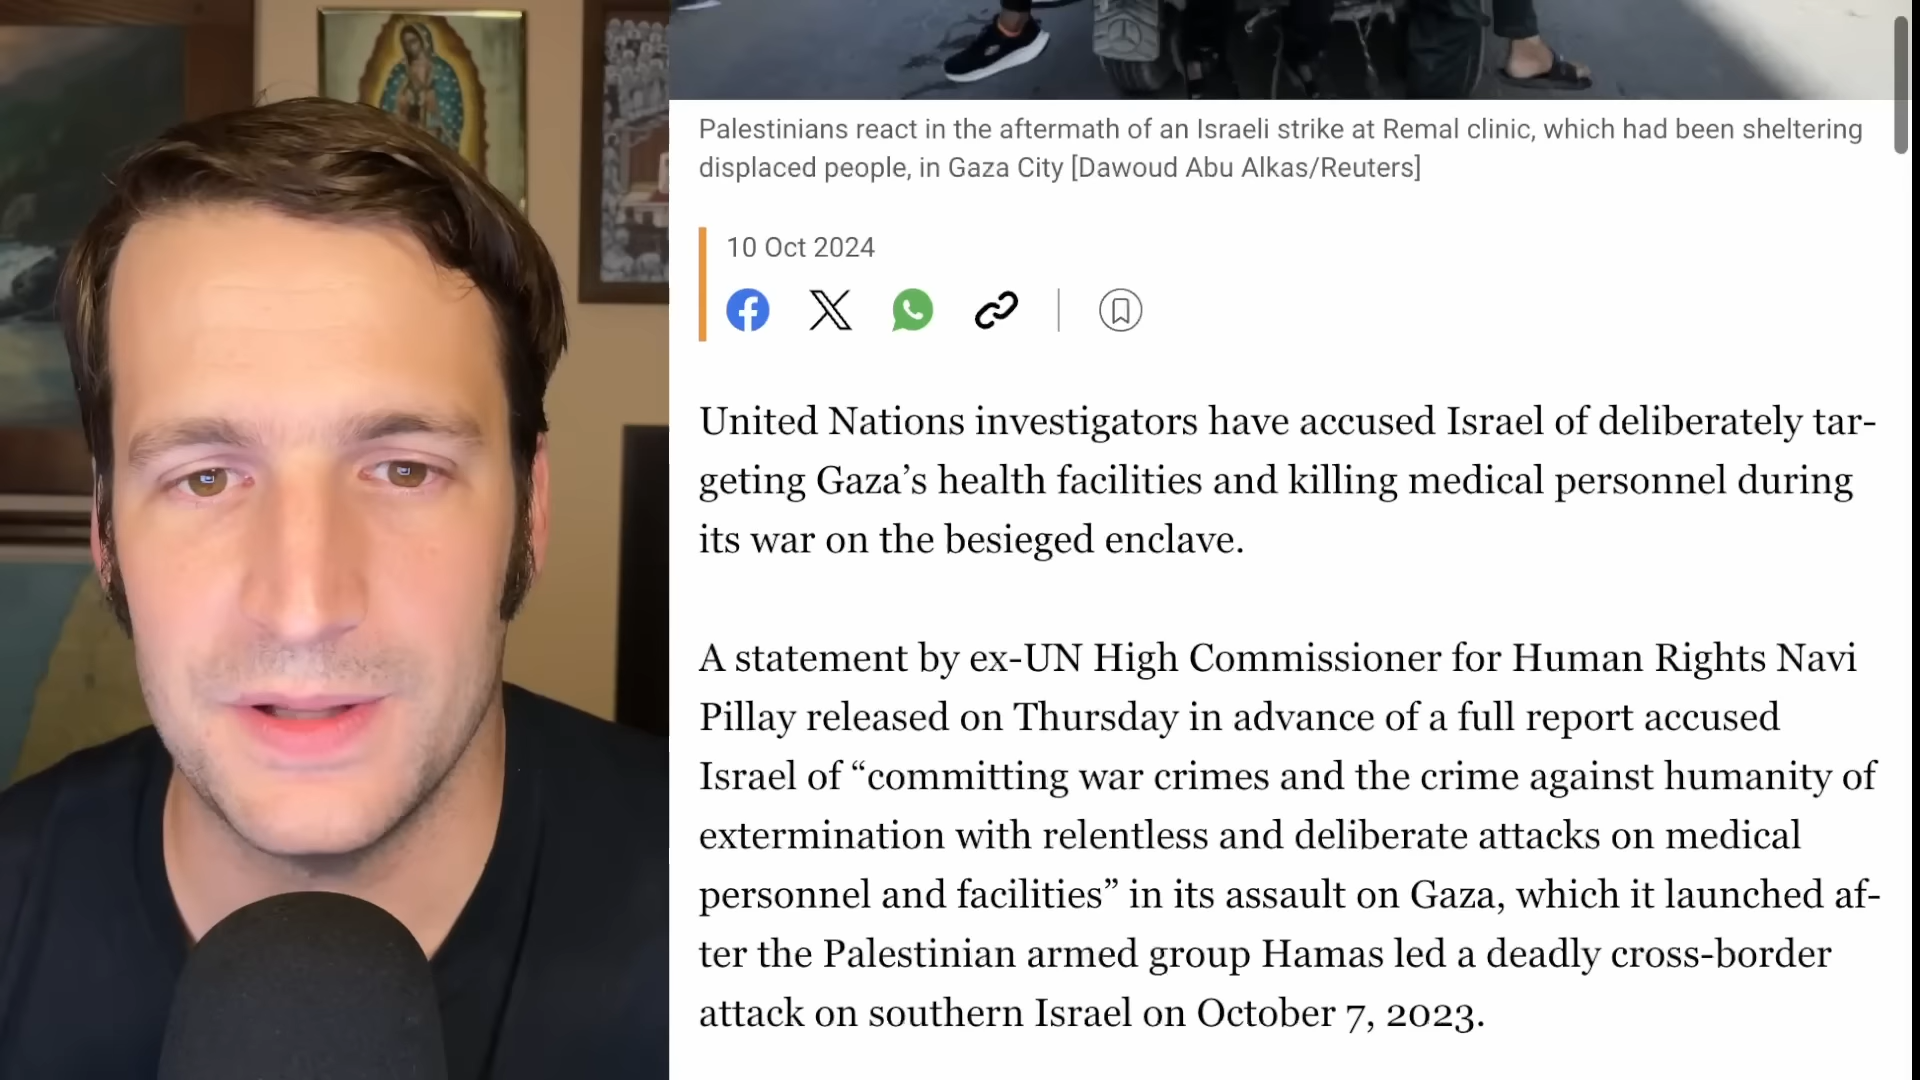 Palestinians react in the aftermath of an Israeli strike at Remal clinic, which had been sheltering
displaced people, in Gaza City [Dawoud Abu Alkas/Reuters]
10 Oct 2024
United Nations investigators have accused Israel of deliberately tar-
geting Gaza’s health facilities and killing medical personnel during
its war on the besieged enclave.
A statement by ex-UN High Commissioner for Human Rights Navi
Pillay released on Thursday in advance of a full report accused
Israel of “committing war crimes and the crime against humanity of
extermination with relentless and deliberate attacks on medical
personnel and facilities” in its assault on Gaza, which it launched af-
ter the Palestinian armed group Hamas led a deadly cross-border
attack on southern Israel on October 7, 2023.